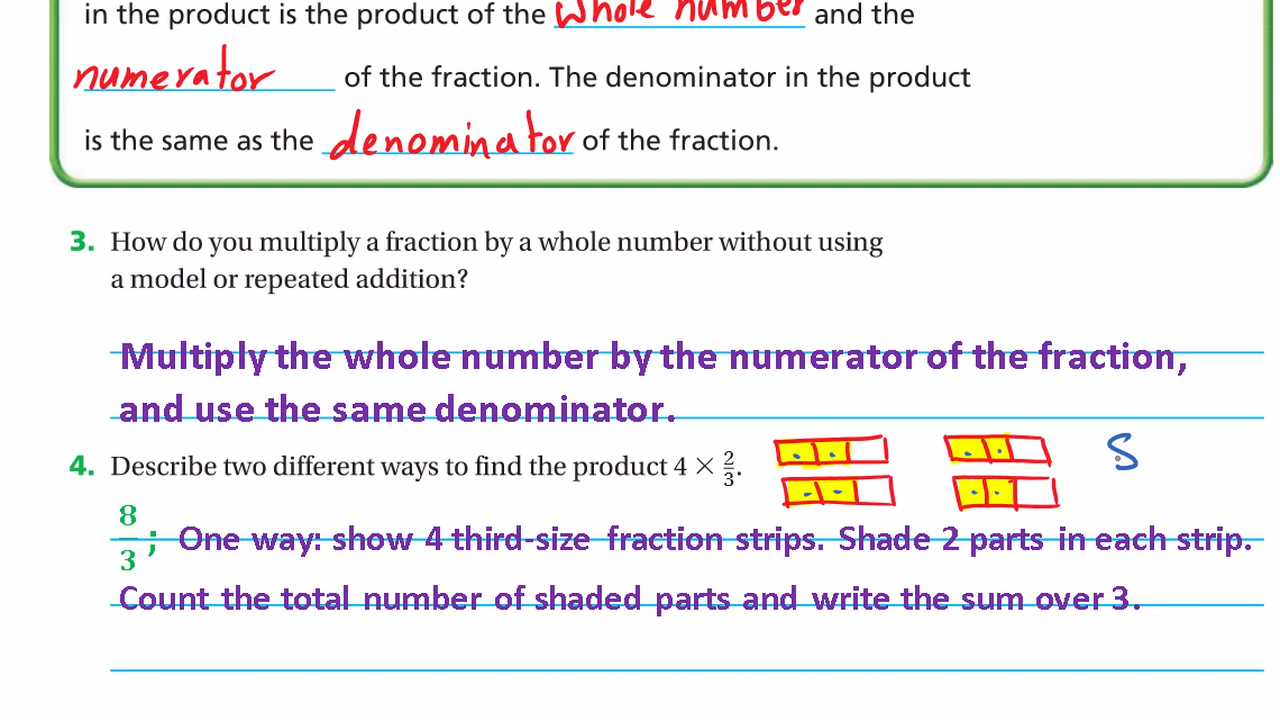 in the product is the product of the whole number and the
numerator of the fraction. The denominator in the product
is the same as the denominator of the fraction.
3. How do you multiply a fraction by a whole number without using
a model or repeated addition?
Multiply the whole number by the numerator of the fraction,
and use the same denominator.
4. Describe two different ways to find the product 4 × 2/3.
8/3; One way: show 4 third-size fraction strips. Shade 2 parts in each strip.
Count the total number of shaded parts and write the sum over 3.